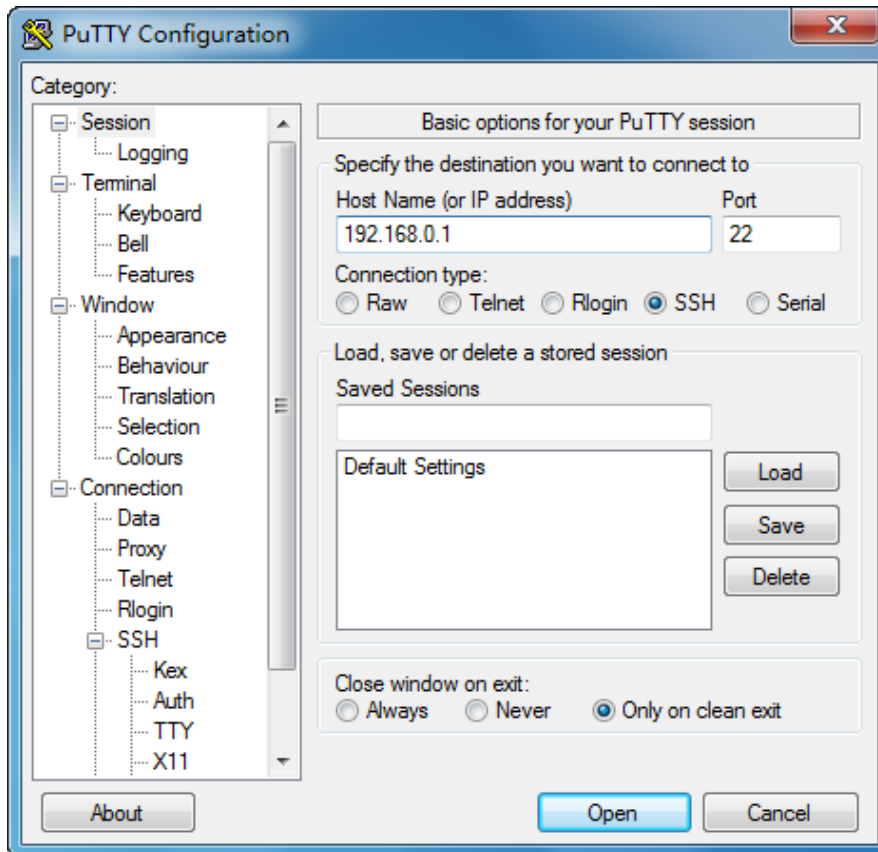 PuTTY Configuration
X
Category:
Session
Logging
Terminal
Keyboard
Bell
Features
Window
Appearance
Behaviour
Translation
Selection
Colours
Connection
Data
Proxy
Telnet
Rlogin
SSH
Kex
Auth
TTY
X11
Basic options for your PuTTY session
Specify the destination you want to connect to
Host Name (or IP address) Port
192.168.0.1 22
Connection type:
Raw Telnet Rlogin SSH Serial
Load, save or delete a stored session
Saved Sessions
Default Settings
Load
Save
Delete
Close window on exit:
Always Never Only on clean exit
About Open Cancel